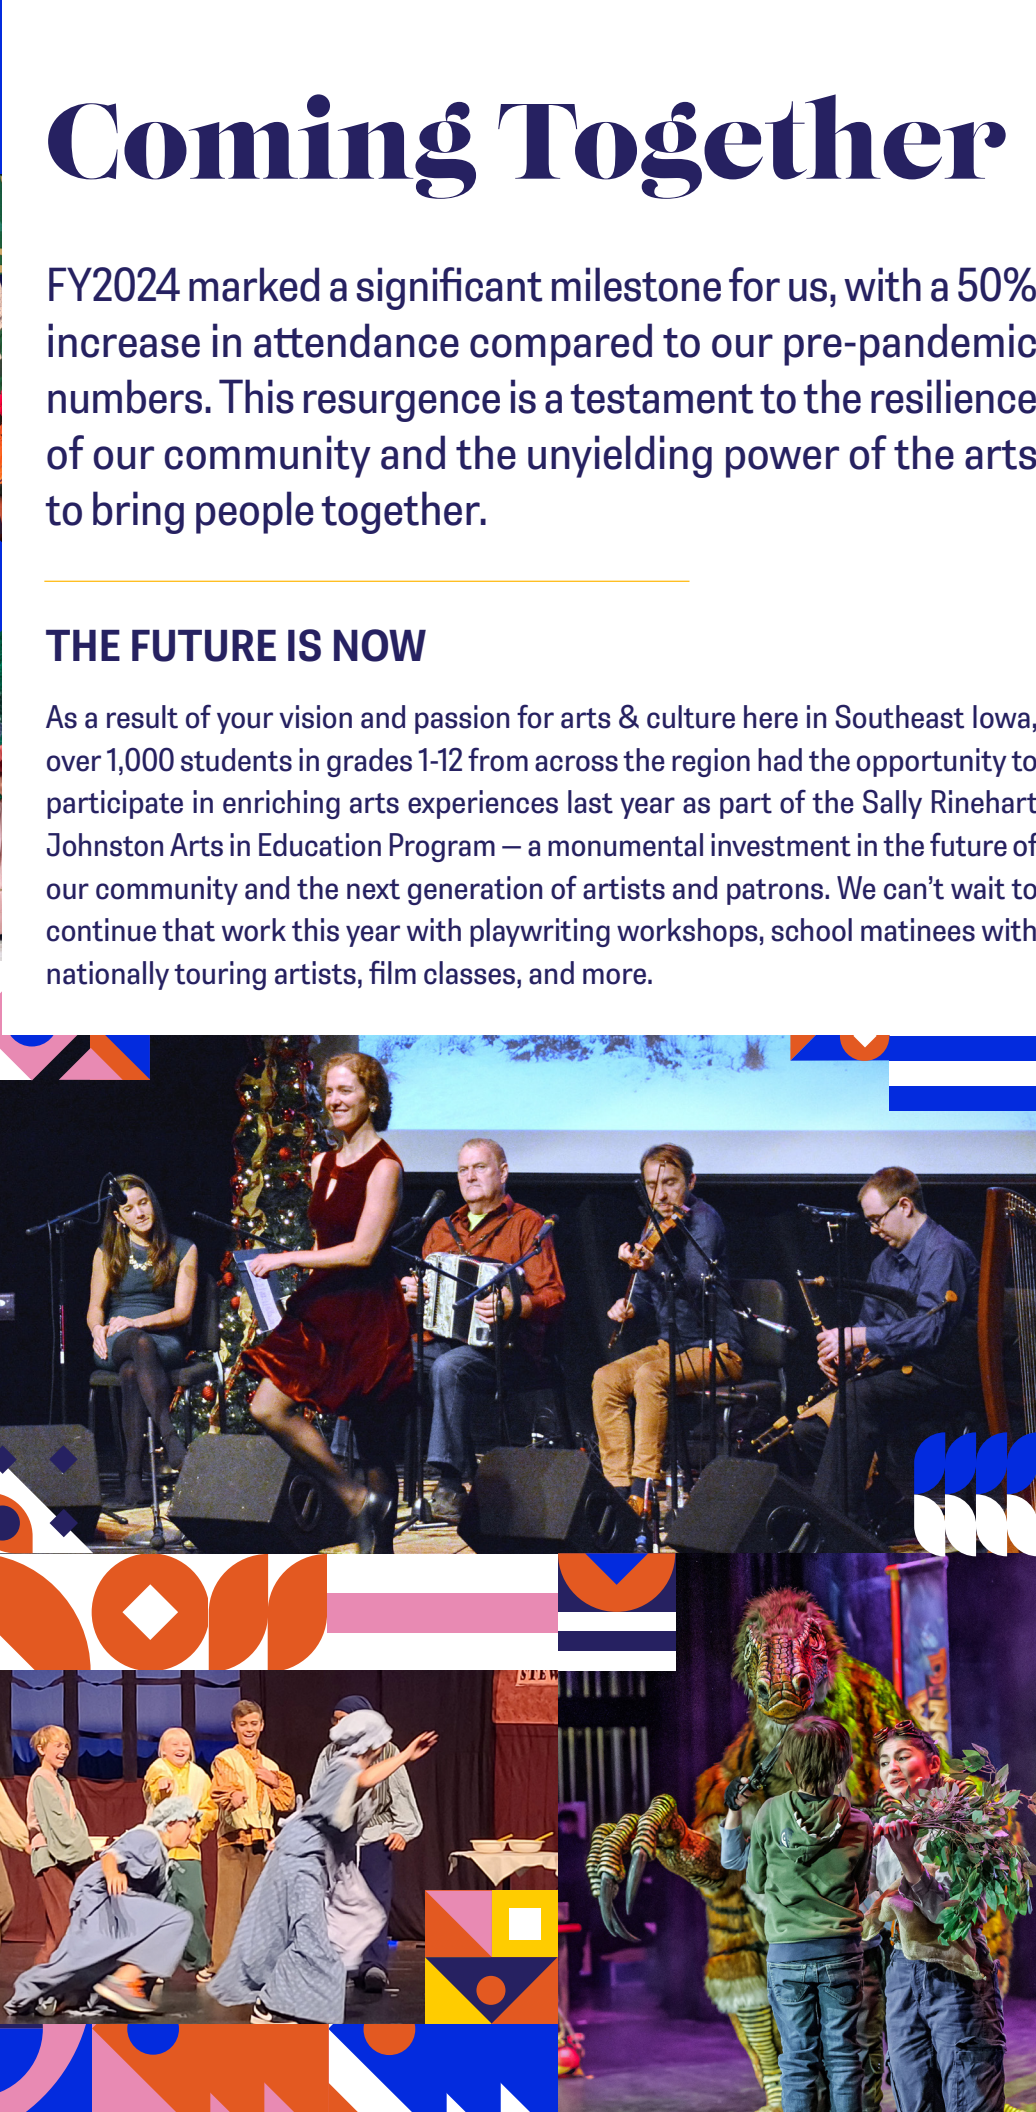 Coming Together
FY2024 marked a significant milestone for us, with a 50%
increase in attendance compared to our pre-pandemic
numbers. This resurgence is a testament to the resilience
of our community and the unyielding power of the arts
to bring people together.
THE FUTURE IS NOW
As a result of your vision and passion for arts & culture here in Southeast Iowa,
over 1,000 students in grades 1-12 from across the region had the opportunity to
participate in enriching arts experiences last year as part of the Sally Rinehart
Johnston Arts in Education Program — a monumental investment in the future of
our community and the next generation of artists and patrons. We can’t wait to
continue that work this year with playwriting workshops, school matinees with
nationally touring artists, film classes, and more.